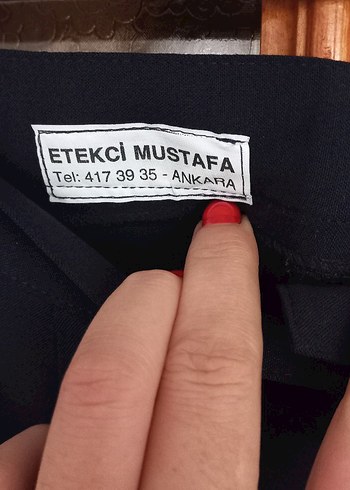 ETEKCİ MUSTAFA
Tel: 417 39 35 - ANKARA